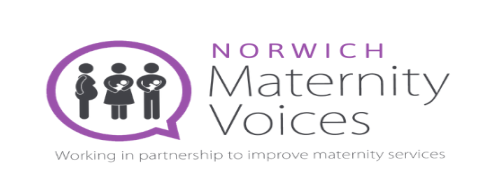 NORWICH
Maternity
Voices
Working in partnership to improve maternity services